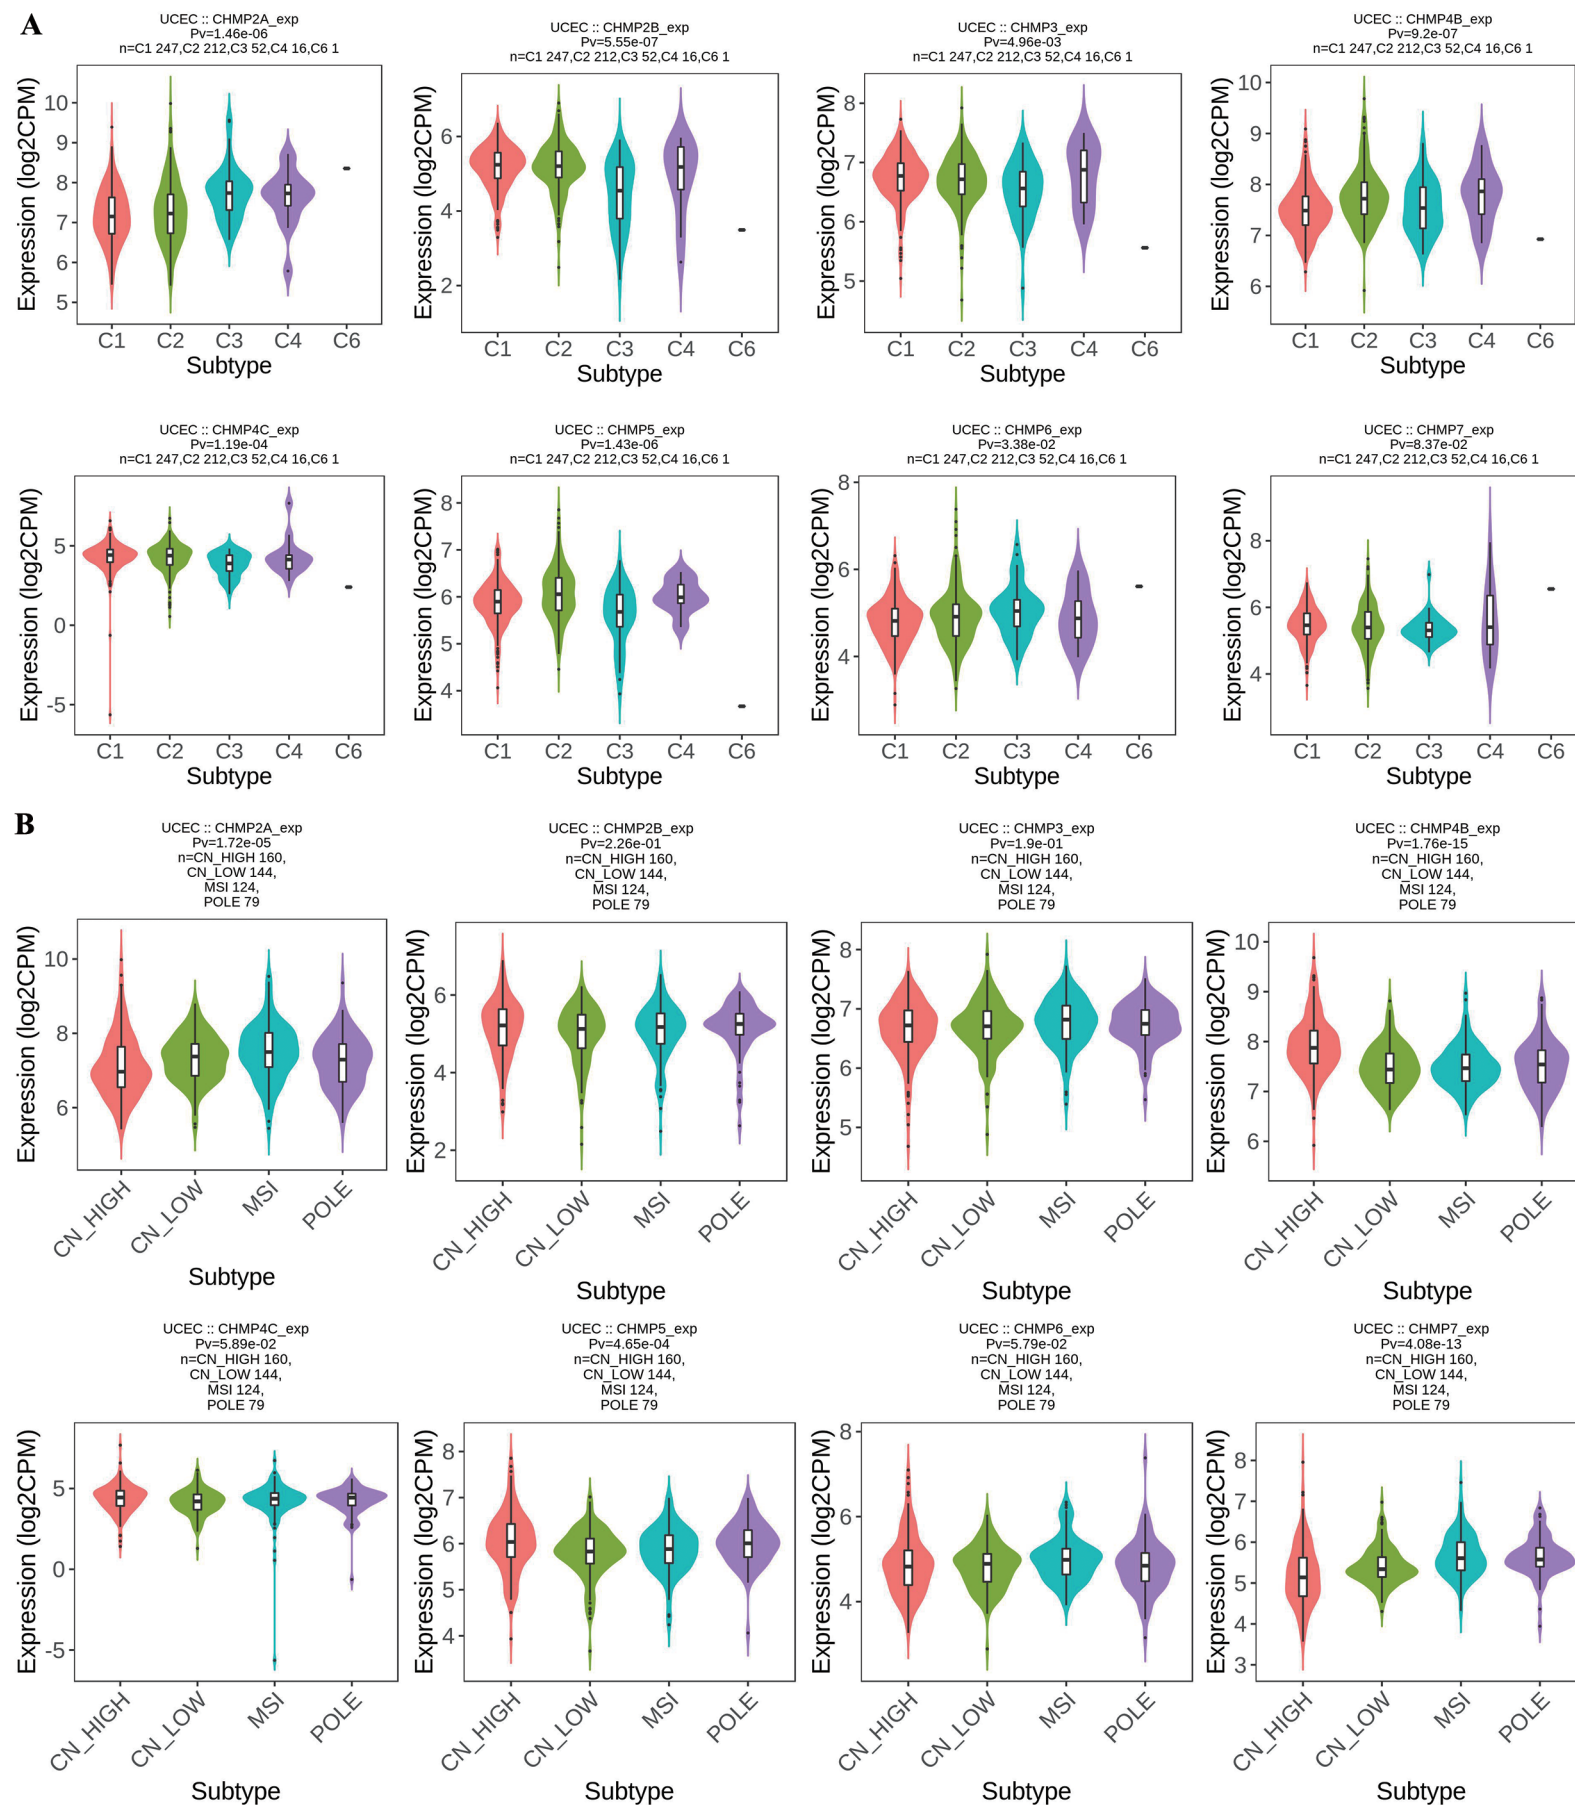 A
UCEC :: CHMP2A_exp
Pv=1.46e-06
n=C1 247,C2 212,C3 52,C4 16,C6 1
Expression (log2CPM)
10
9
8
7
6
5
C1 C2 C3 C4 C6
Subtype
UCEC :: CHMP2B_exp
Pv=5.55e-07
n=C1 247,C2 212,C3 52,C4 16,C6 1
Expression (log2CPM)
6
4
2
C1 C2 C3 C4 C6
Subtype
UCEC :: CHMP3_exp
Pv=4.96e-03
n=C1 247,C2 212,C3 52,C4 16,C6 1
Expression (log2CPM)
8
7
6
5
C1 C2 C3 C4 C6
Subtype
UCEC :: CHMP4B_exp
Pv=9.2e-07
n=C1 247,C2 212,C3 52,C4 16,C6 1
Expression (log2CPM)
10
9
8
7
6
C1 C2 C3 C4 C6
Subtype
UCEC :: CHMP4C_exp
Pv=1.19e-04
n=C1 247,C2 212,C3 52,C4 16,C6 1
Expression (log2CPM)
5
0
-5
C1 C2 C3 C4 C6
Subtype
UCEC :: CHMP5_exp
Pv=1.43e-06
n=C1 247,C2 212,C3 52,C4 16,C6 1
Expression (log2CPM)
8
7
6
5
4
C1 C2 C3 C4 C6
Subtype
UCEC :: CHMP6_exp
Pv=3.38e-02
n=C1 247,C2 212,C3 52,C4 16,C6 1
Expression (log2CPM)
8
6
4
C1 C2 C3 C4 C6
Subtype
UCEC :: CHMP7_exp
Pv=8.37e-02
n=C1 247,C2 212,C3 52,C4 16,C6 1
Expression (log2CPM)
8
6
4
C1 C2 C3 C4 C6
Subtype
B
UCEC :: CHMP2A_exp
Pv=1.72e-05
n=CN_HIGH 160,
CN_LOW 144,
MSI 124,
POLE 79
Expression (log2CPM)
10
8
6
CN_HIGH CN_LOW MSI POLE
Subtype
UCEC :: CHMP2B_exp
Pv=2.26e-01
n=CN_HIGH 160,
CN_LOW 144,
MSI 124,
POLE 79
Expression (log2CPM)
6
4
2
CN_HIGH CN_LOW MSI POLE
Subtype
UCEC :: CHMP3_exp
Pv=1.9e-01
n=CN_HIGH 160,
CN_LOW 144,
MSI 124,
POLE 79
Expression (log2CPM)
8
7
6
5
CN_HIGH CN_LOW MSI POLE
Subtype
UCEC :: CHMP4B_exp
Pv=1.76e-15
n=CN_HIGH 160,
CN_LOW 144,
MSI 124,
POLE 79
Expression (log2CPM)
10
9
8
7
6
CN_HIGH CN_LOW MSI POLE
Subtype
UCEC :: CHMP4C_exp
Pv=5.89e-02
n=CN_HIGH 160,
CN_LOW 144,
MSI 124,
POLE 79
Expression (log2CPM)
5
0
-5
CN_HIGH CN_LOW MSI POLE
Subtype
UCEC :: CHMP5_exp
Pv=4.65e-04
n=CN_HIGH 160,
CN_LOW 144,
MSI 124,
POLE 79
Expression (log2CPM)
8
7
6
5
4
CN_HIGH CN_LOW MSI POLE
Subtype
UCEC :: CHMP6_exp
Pv=5.79e-02
n=CN_HIGH 160,
CN_LOW 144,
MSI 124,
POLE 79
Expression (log2CPM)
8
6
4
CN_HIGH CN_LOW MSI POLE
Subtype
UCEC :: CHMP7_exp
Pv=4.08e-13
n=CN_HIGH 160,
CN_LOW 144,
MSI 124,
POLE 79
Expression (log2CPM)
8
7
6
5
4
3
CN_HIGH CN_LOW MSI POLE
Subtype